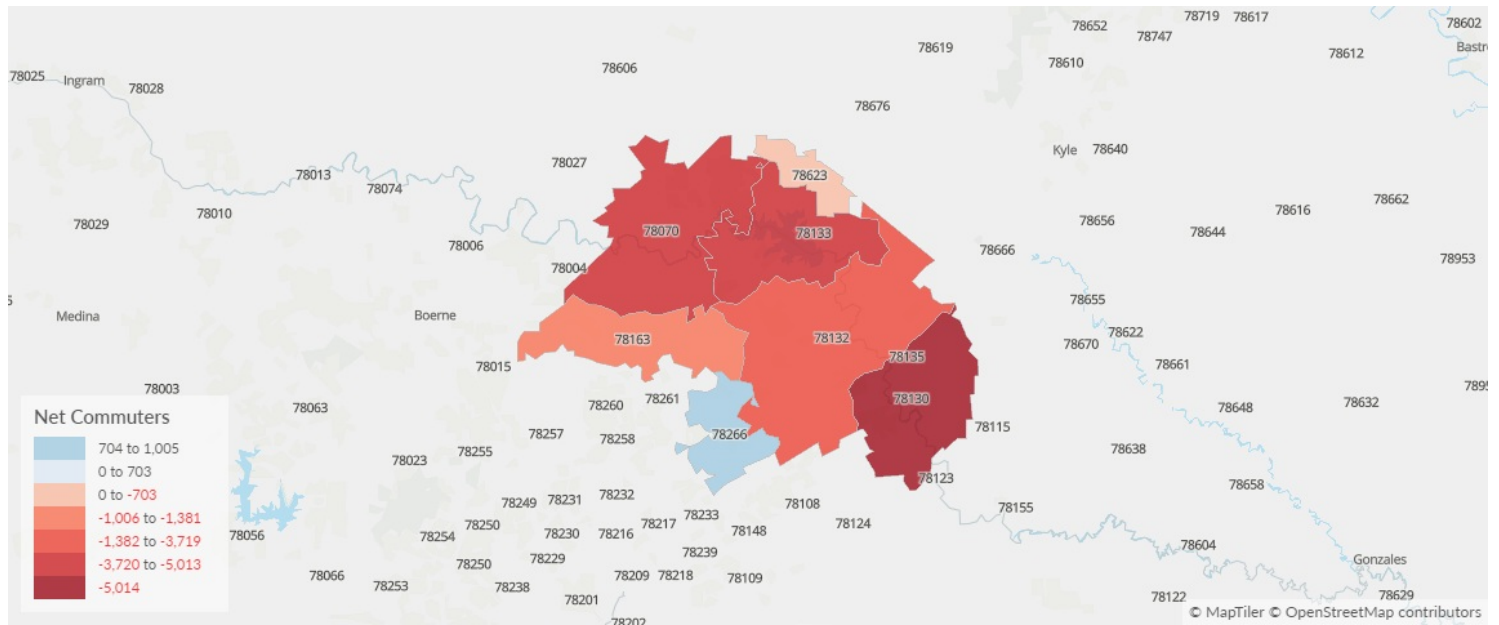 78719 78617
78652 78602
78747
78619 78612 Bastr
78606 78610
78025 Ingram 78028
78676
Kyle 78640
78027
78013 78623
78074
78662
78010 78616
78029 78656
78070 78133 78644
78006 78666
78004 78953
78655
Medina Boerne
78163 78132 78622
78135 78670
78015 78661
78003 78130
78063 78260 78261 78648 78632
78257 78258 78266 78115
78255 78638
78023 78123
78658
78249 78231 78232 78108 78155
78250 78217 78233 78124
78056 78254 78230 78216 78148
78229 78239 78604
78250 Gonzales
78066 78253 78238 78209 78218 78109
78201 78122 78629
78202
Net Commuters
704 to 1,005
0 to 703
0 to -703
-1,006 to -1,381
-1,382 to -3,719
-3,720 to -5,013
-5,014
© MapTiler © OpenStreetMap contributors